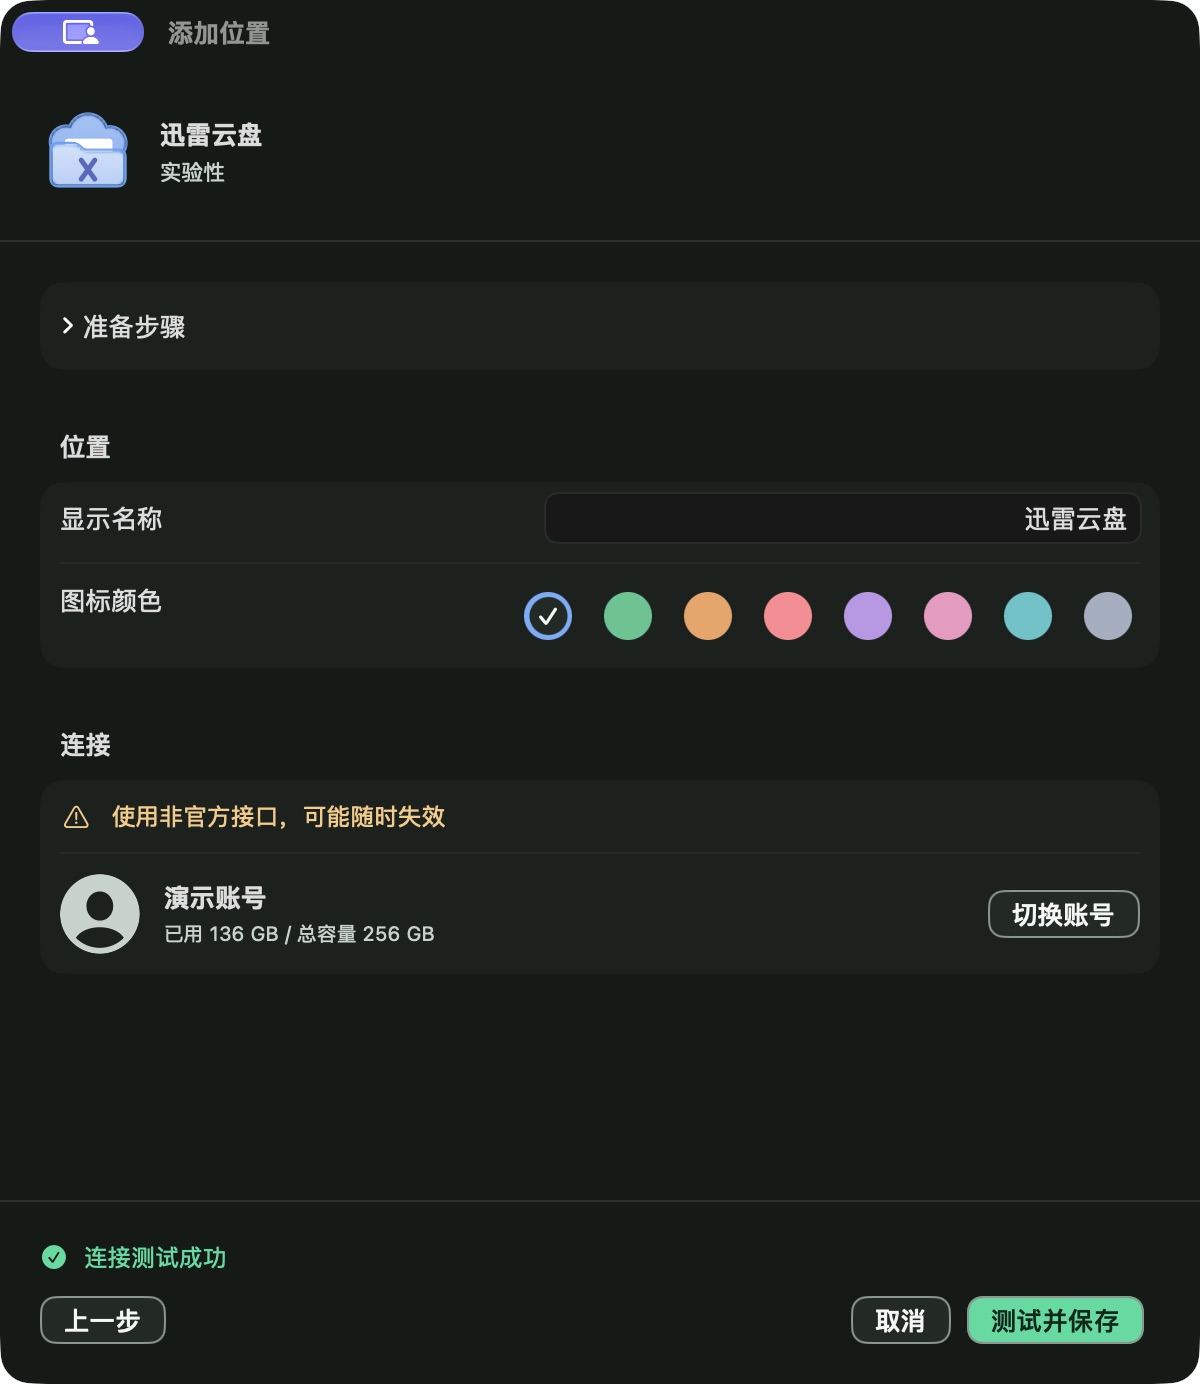 添加位置
迅雷云盘
实验性
准备步骤
位置
显示名称
迅雷云盘
图标颜色
连接
使用非官方接口，可能随时失效
演示账号
已用 136 GB / 总容量 256 GB
切换账号
连接测试成功
上一步
取消
测试并保存